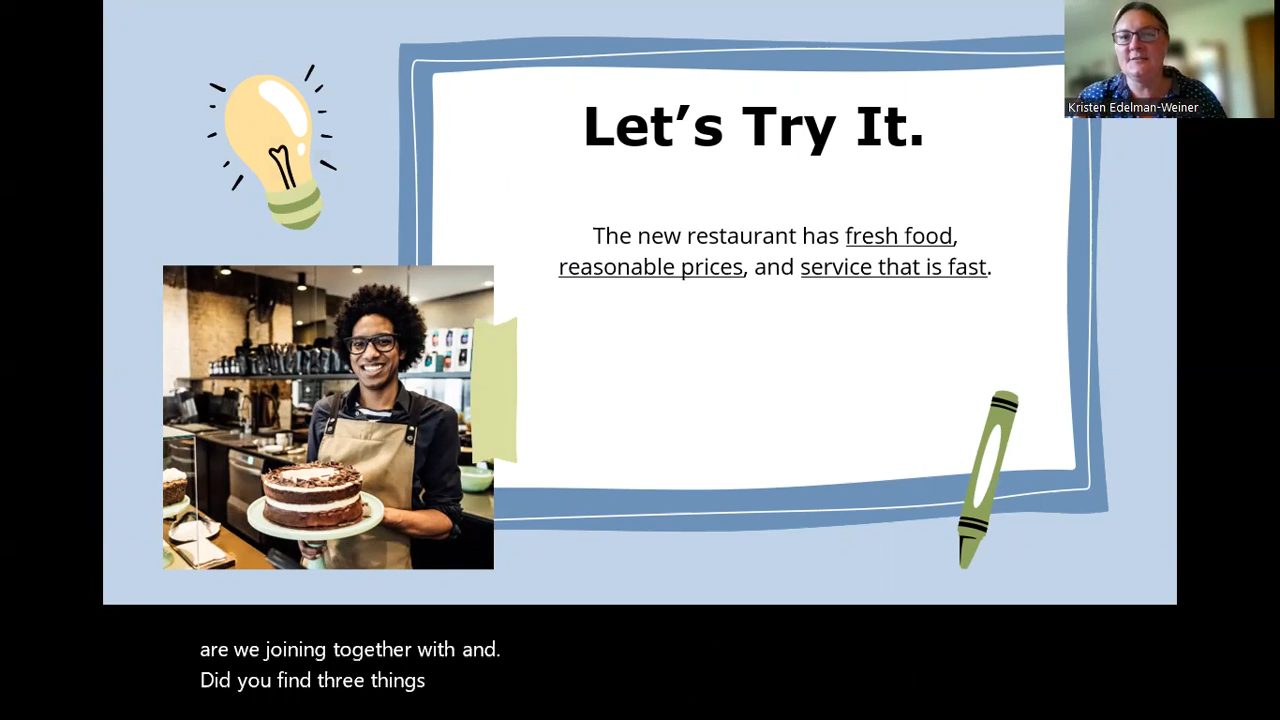 Let's Try It.
Kristen Edelman-Weiner
The new restaurant has fresh food,
reasonable prices, and service that is fast.
are we joining together with and.
Did you find three things